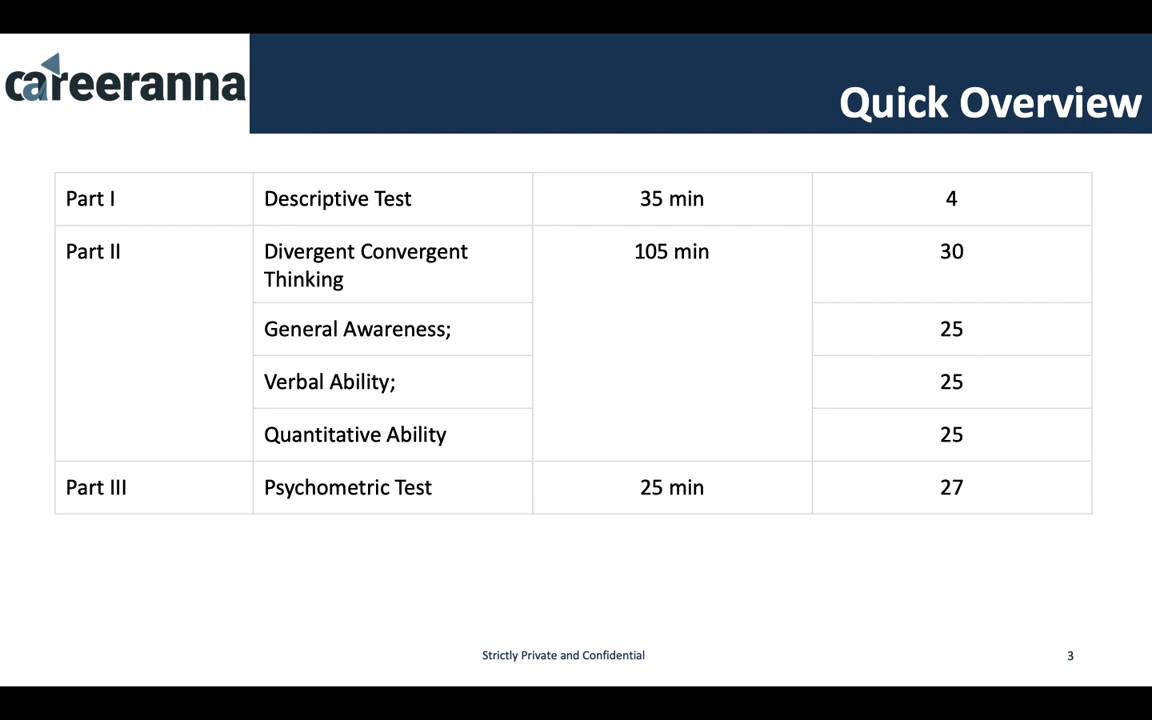 careeranna
Quick Overview
Part I Descriptive Test 35 min 4
Part II Divergent Convergent 105 min 30
Thinking
General Awareness; 25
Verbal Ability; 25
Quantitative Ability 25
Part III Psychometric Test 25 min 27
Strictly Private and Confidential 3